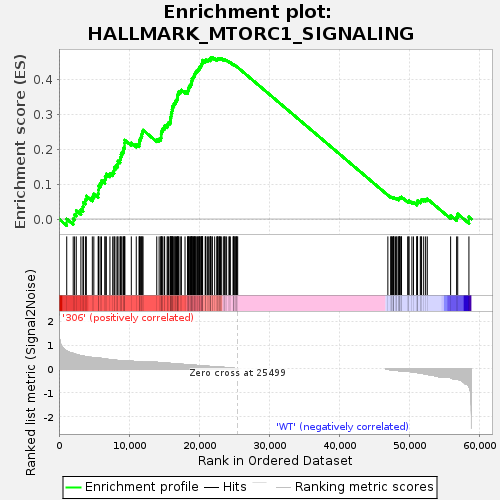 Enrichment plot:
HALLMARK_MTORC1_SIGNALING
Enrichment score (ES)
0.4
0.3
0.2
0.1
0.0
Ranked list metric (Signal2Noise)
'306' (positively correlated)
2
1
0
-1
-2
Zero cross at 25499
'WT' (negatively correlated)
0
10,000
20,000
30,000
40,000
50,000
60,000
Rank in Ordered Dataset
Enrichment profile
Hits
Ranking metric scores